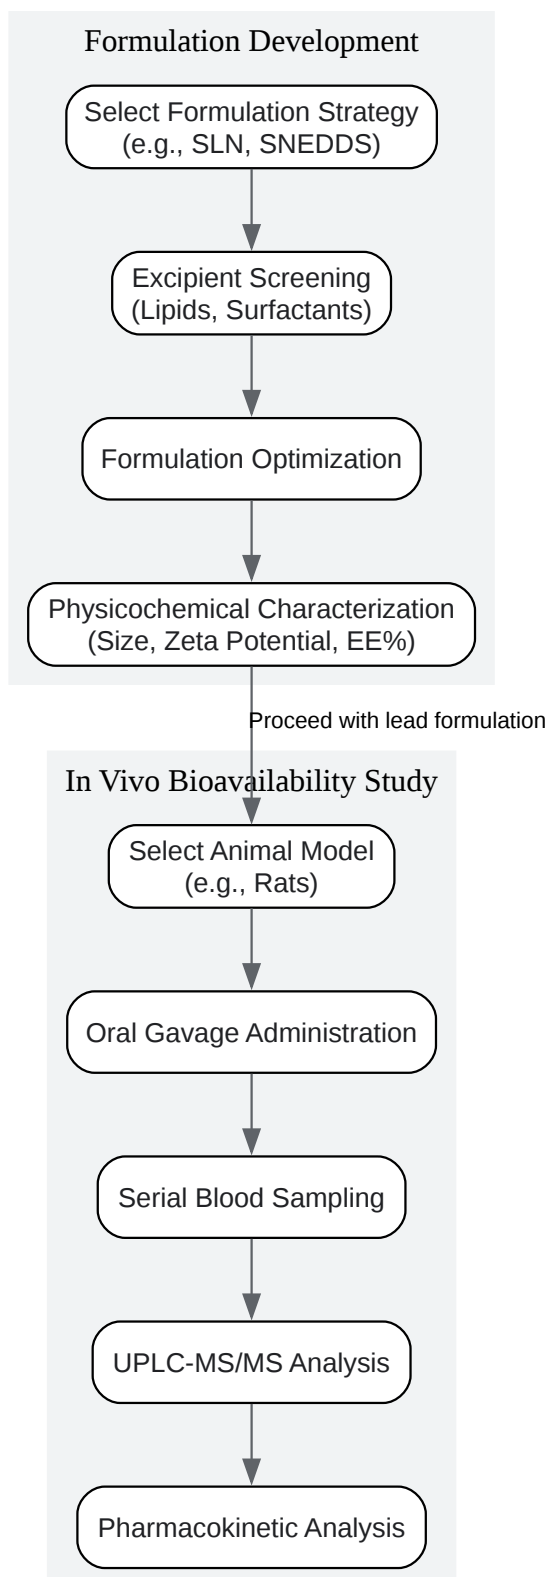 Formulation Development
Select Formulation Strategy
(e.g., SLN, SNEDDS)
Excipient Screening
(Lipids, Surfactants)
Formulation Optimization
Physicochemical Characterization
(Size, Zeta Potential, EE%)
Proceed with lead formulation
In Vivo Bioavailability Study
Select Animal Model
(e.g., Rats)
Oral Gavage Administration
Serial Blood Sampling
UPLC-MS/MS Analysis
Pharmacokinetic Analysis